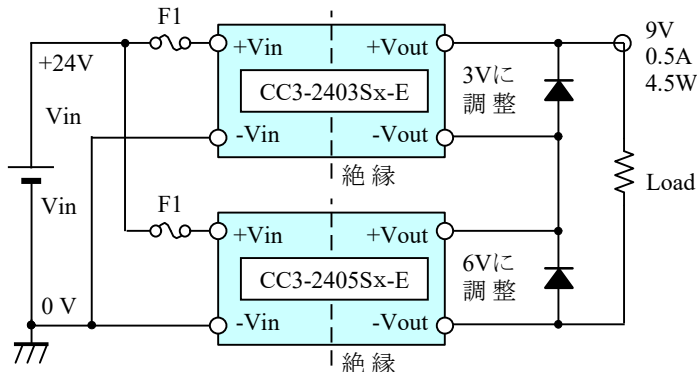 F1
+24V
Vin
Vin
0 V
+Vin
+Vout
CC3-2403Sx-E
-Vin
-Vout
絶 縁
3Vに
調 整
9V
0.5A
4.5W
Load
F1
+Vin
+Vout
CC3-2405Sx-E
-Vin
-Vout
絶 縁
6Vに
調 整